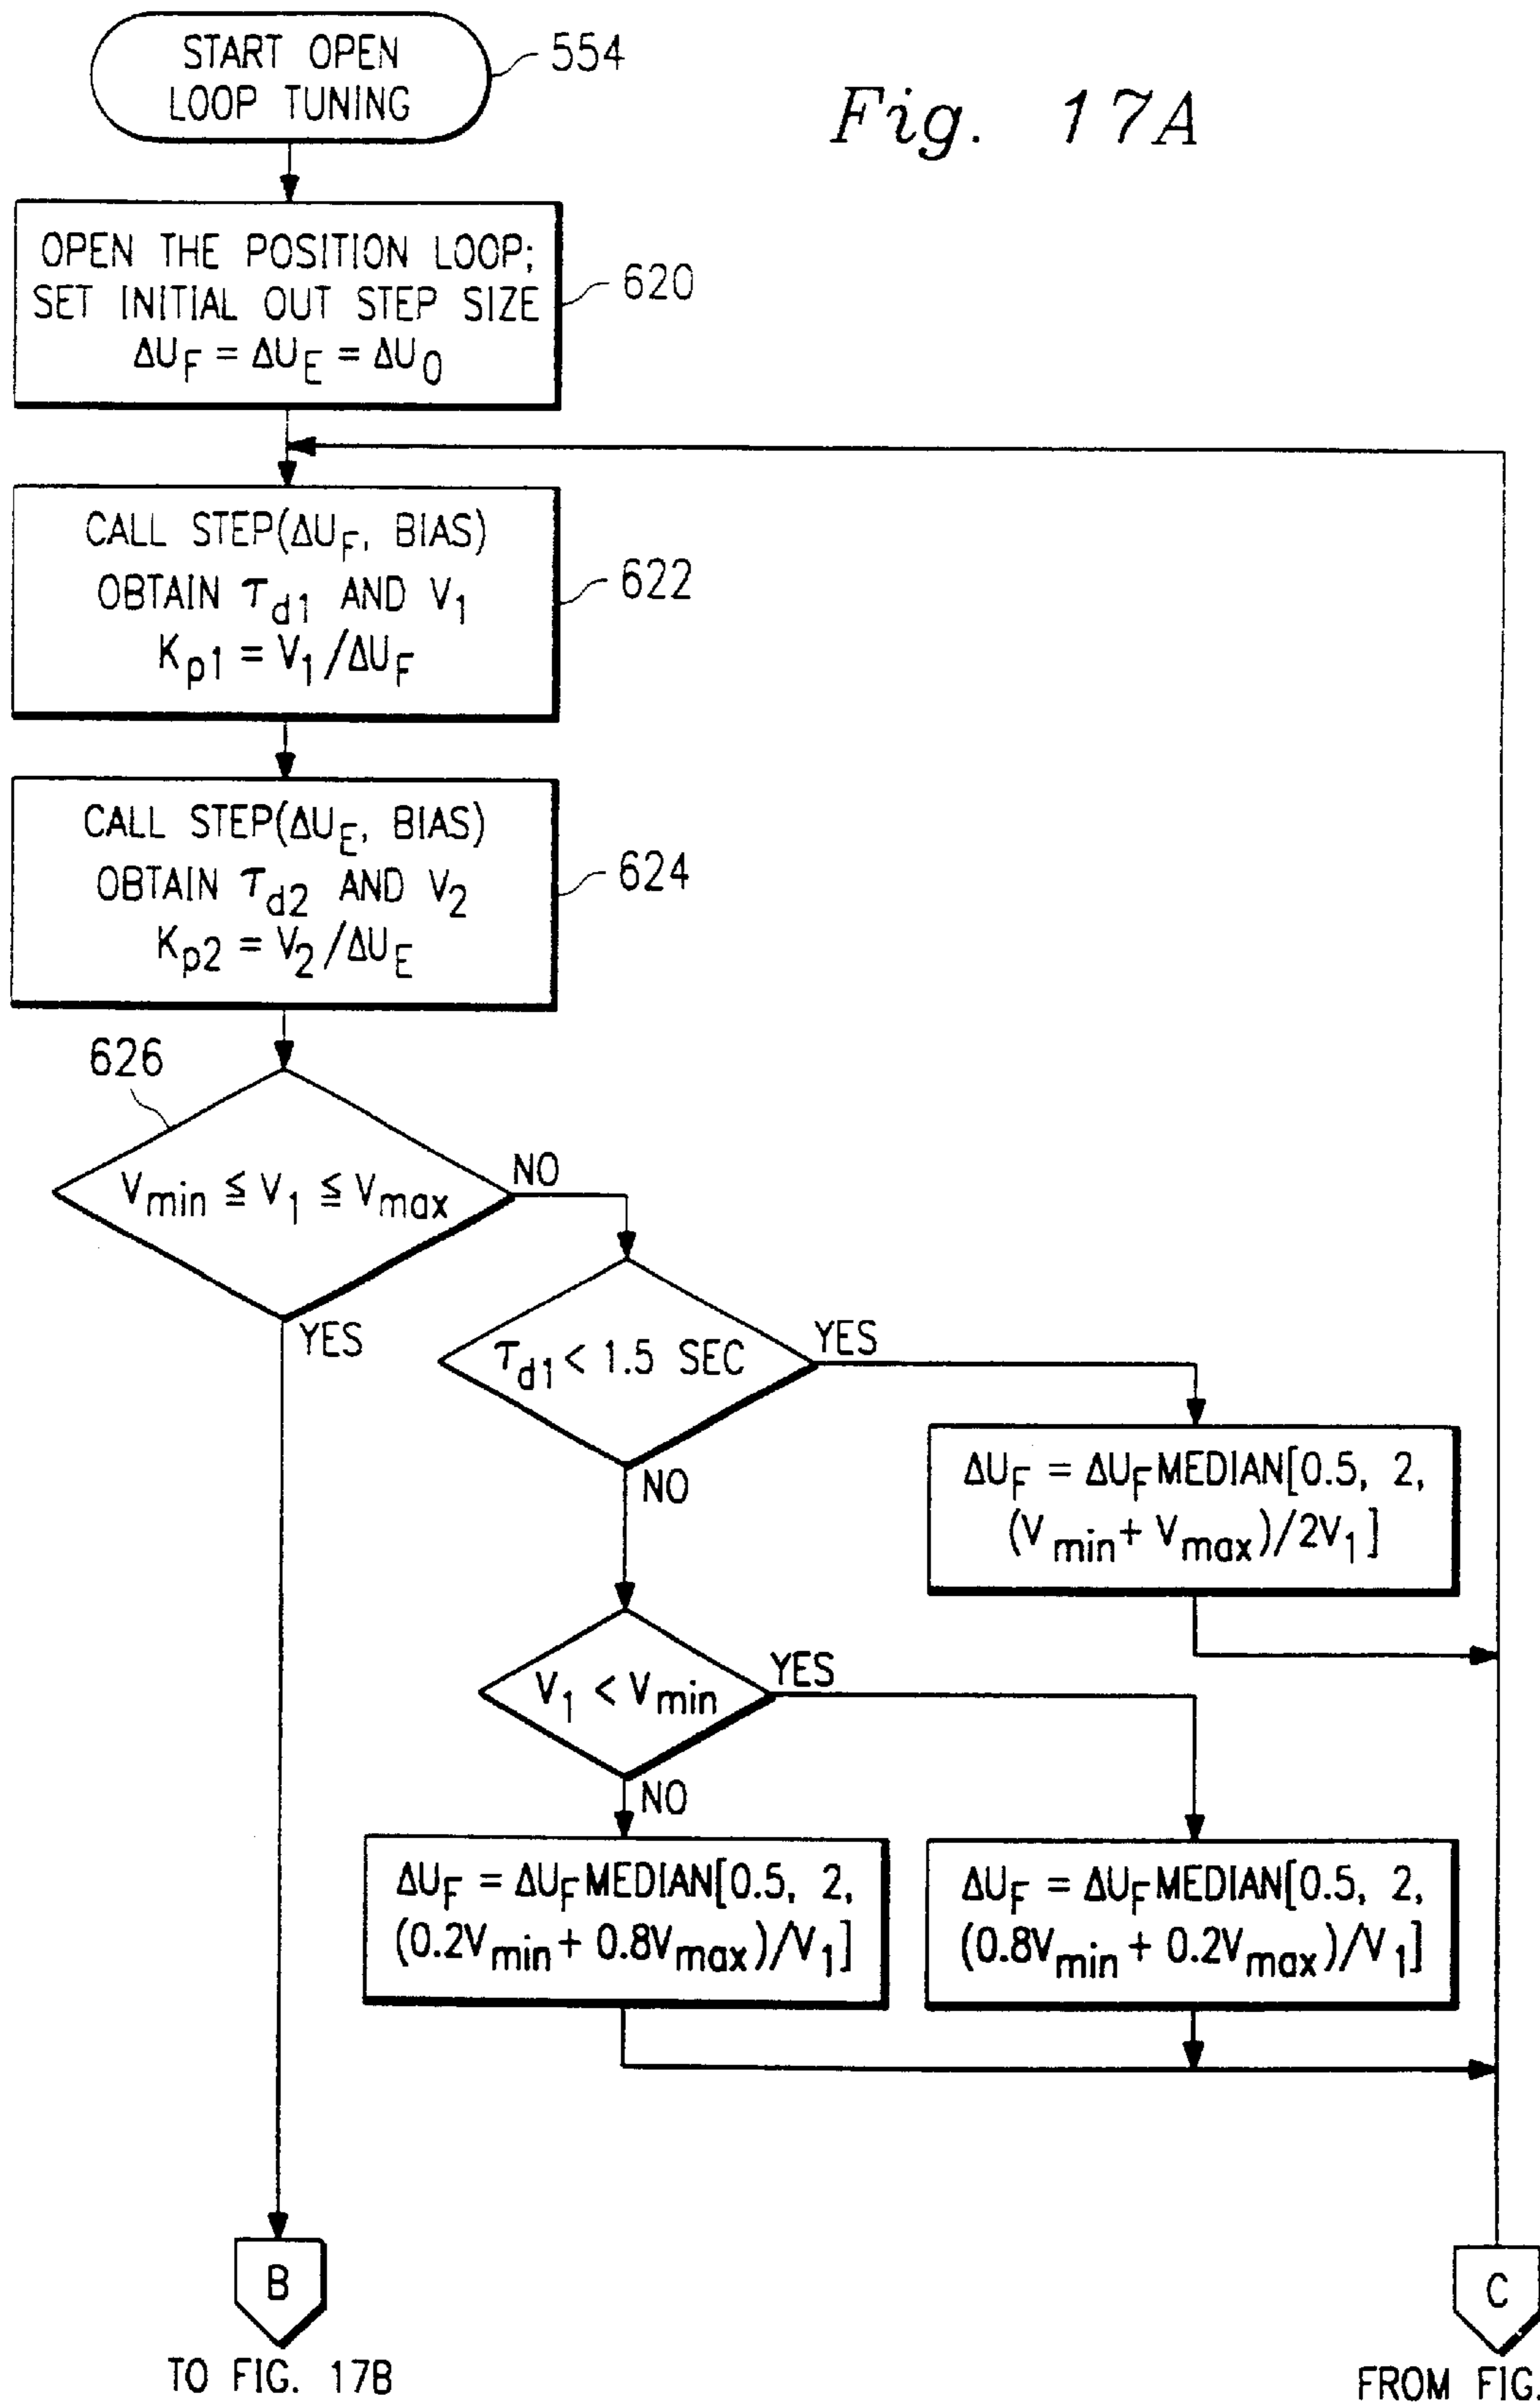 START OPEN
LOOP TUNING
554
Fig. 17A
OPEN THE POSITION LOOP;
SET INITIAL OUT STEP SIZE
ΔU_F = ΔU_E = ΔU_0
620
CALL STEP(ΔU_F, BIAS)
OBTAIN τ_d1 AND V_1
K_p1 = V_1/ΔU_F
622
CALL STEP(ΔU_E, BIAS)
OBTAIN τ_d2 AND V_2
K_p2 = V_2/ΔU_E
624
626
V_min ≦ V_1 ≦ V_max
NO
YES
τ_d1 < 1.5 SEC
YES
NO
ΔU_F = ΔU_F MEDIAN[0.5, 2,
(V_min + V_max)/2V_1]
V_1 < V_min
YES
NO
ΔU_F = ΔU_F MEDIAN[0.5, 2,
(0.2V_min + 0.8V_max)/V_1]
ΔU_F = ΔU_F MEDIAN[0.5, 2,
(0.8V_min + 0.2V_max)/V_1]
B
TO FIG. 17B
C
FROM FIG.